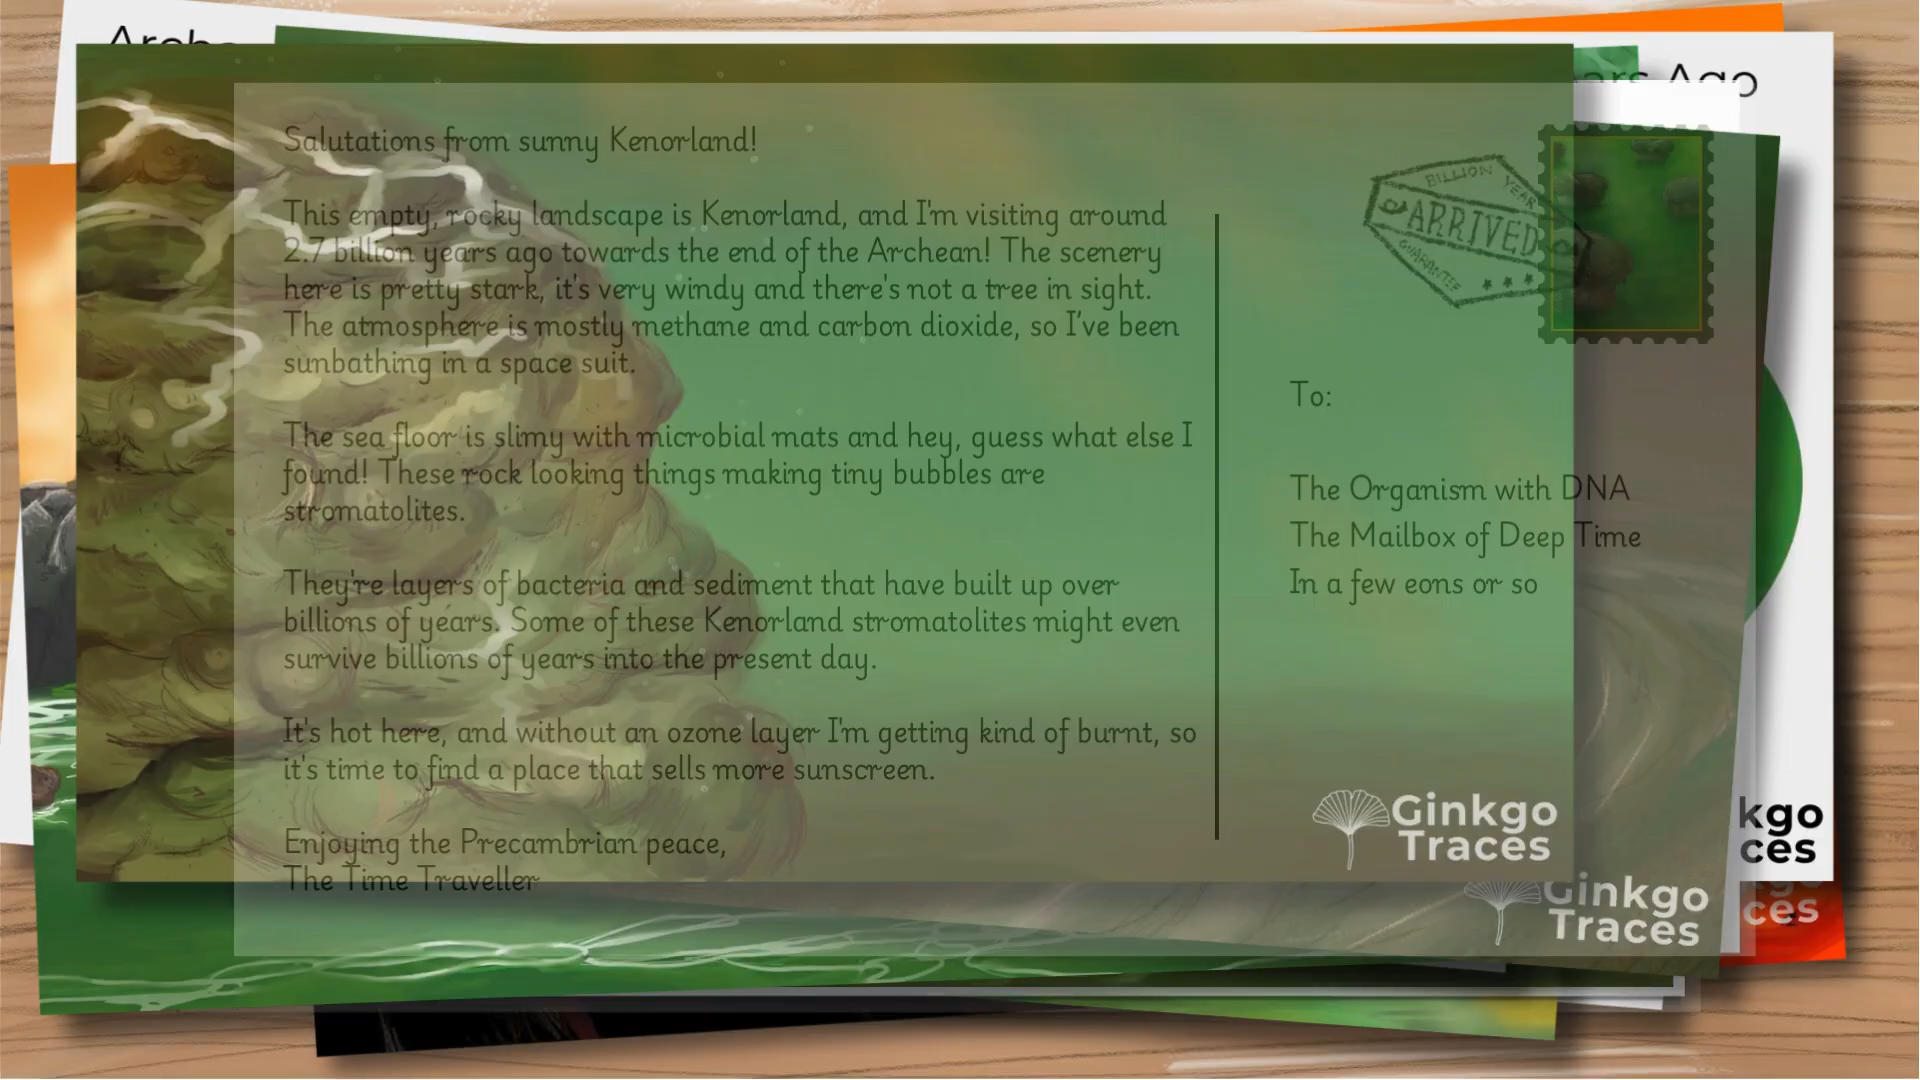 Salutations from sunny Kenorland!
This empty, rocky landscape is Kenorland, and I'm visiting around
2.7 billion years ago towards the end of the Archean! The scenery
here is pretty stark, it's very windy and there's not a tree in sight.
The atmosphere is mostly methane and carbon dioxide, so I've been
sunbathing in a space suit.
The sea floor is slimy with microbial mats and hey, guess what else I
found! These rock looking things making tiny bubbles are
stromatolites.
They're layers of bacteria and sediment that have built up over
billions of years. Some of these Kenorland stromatolites might even
survive billions of years into the present day.
It's hot here, and without an ozone layer I'm getting kind of burnt, so
it's time to find a place that sells more sunscreen.
Enjoying the Precambrian peace,
The Time Traveller
BILLION YEAR
ARRIVED
GUARANTEE
To:
The Organism with DNA
The Mailbox of Deep Time
In a few eons or so
Ginkgo
Traces
Ginkgo
Traces
kgo
ces
ces
Ago